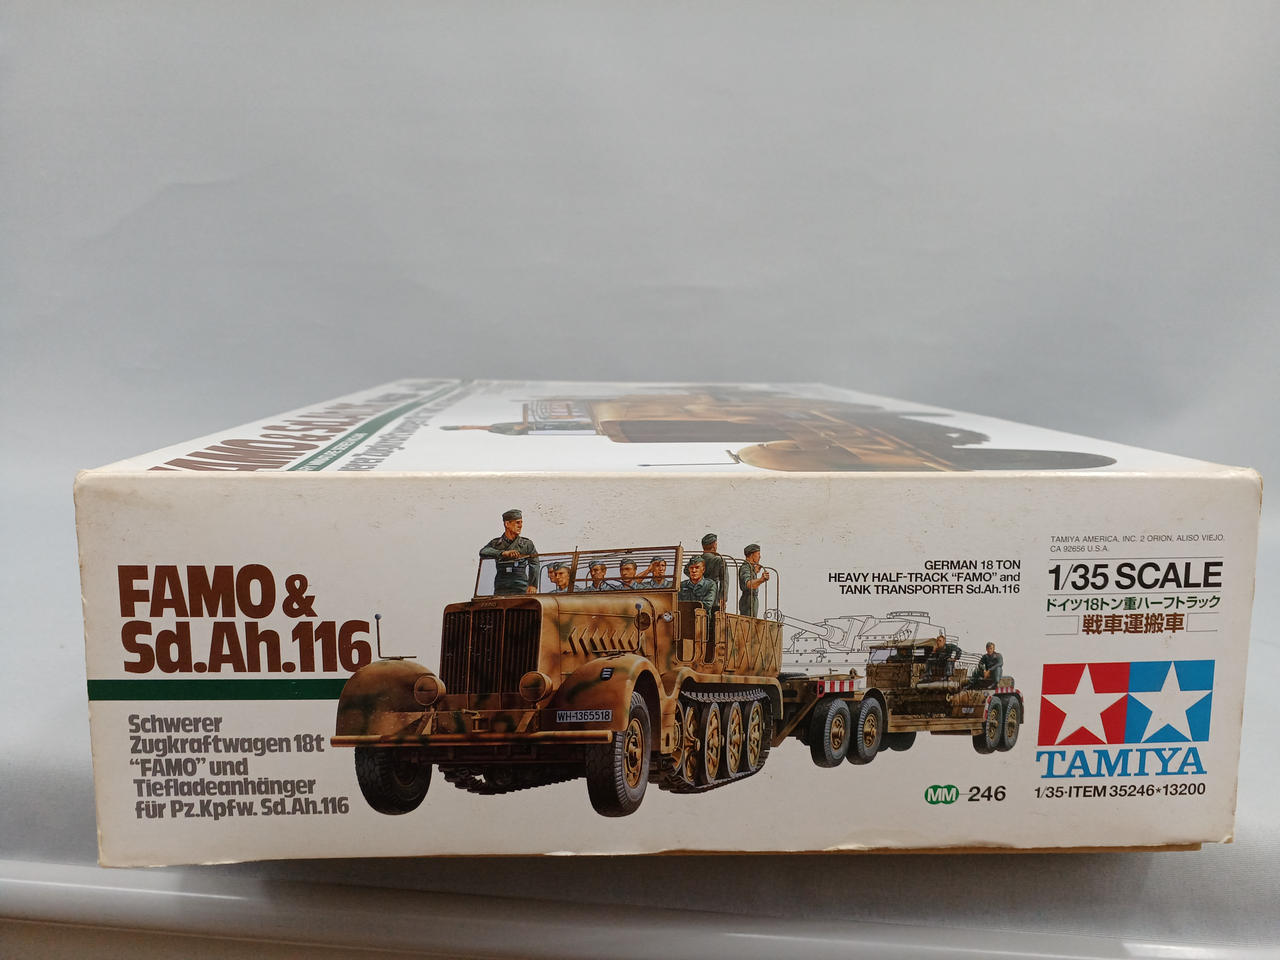 FAMO &
Sd.Ah.116
Schwerer
Zugkraftwagen 18t
“FAMO” und
Tiefladeanhänger
für Pz.Kpfw. Sd.Ah.116
FAMO
WH-1365518
GERMAN 18 TON
HEAVY HALF-TRACK “FAMO” and
TANK TRANSPORTER Sd.Ah.116
MM 246
TAMIYA AMERICA, INC. 2 ORION, ALISO VIEJO,
CA 92656 U.S.A.
1/35 SCALE
ドイツ18トン重ハーフトラック
戦車運搬車
TAMIYA
1/35·ITEM 35246★13200